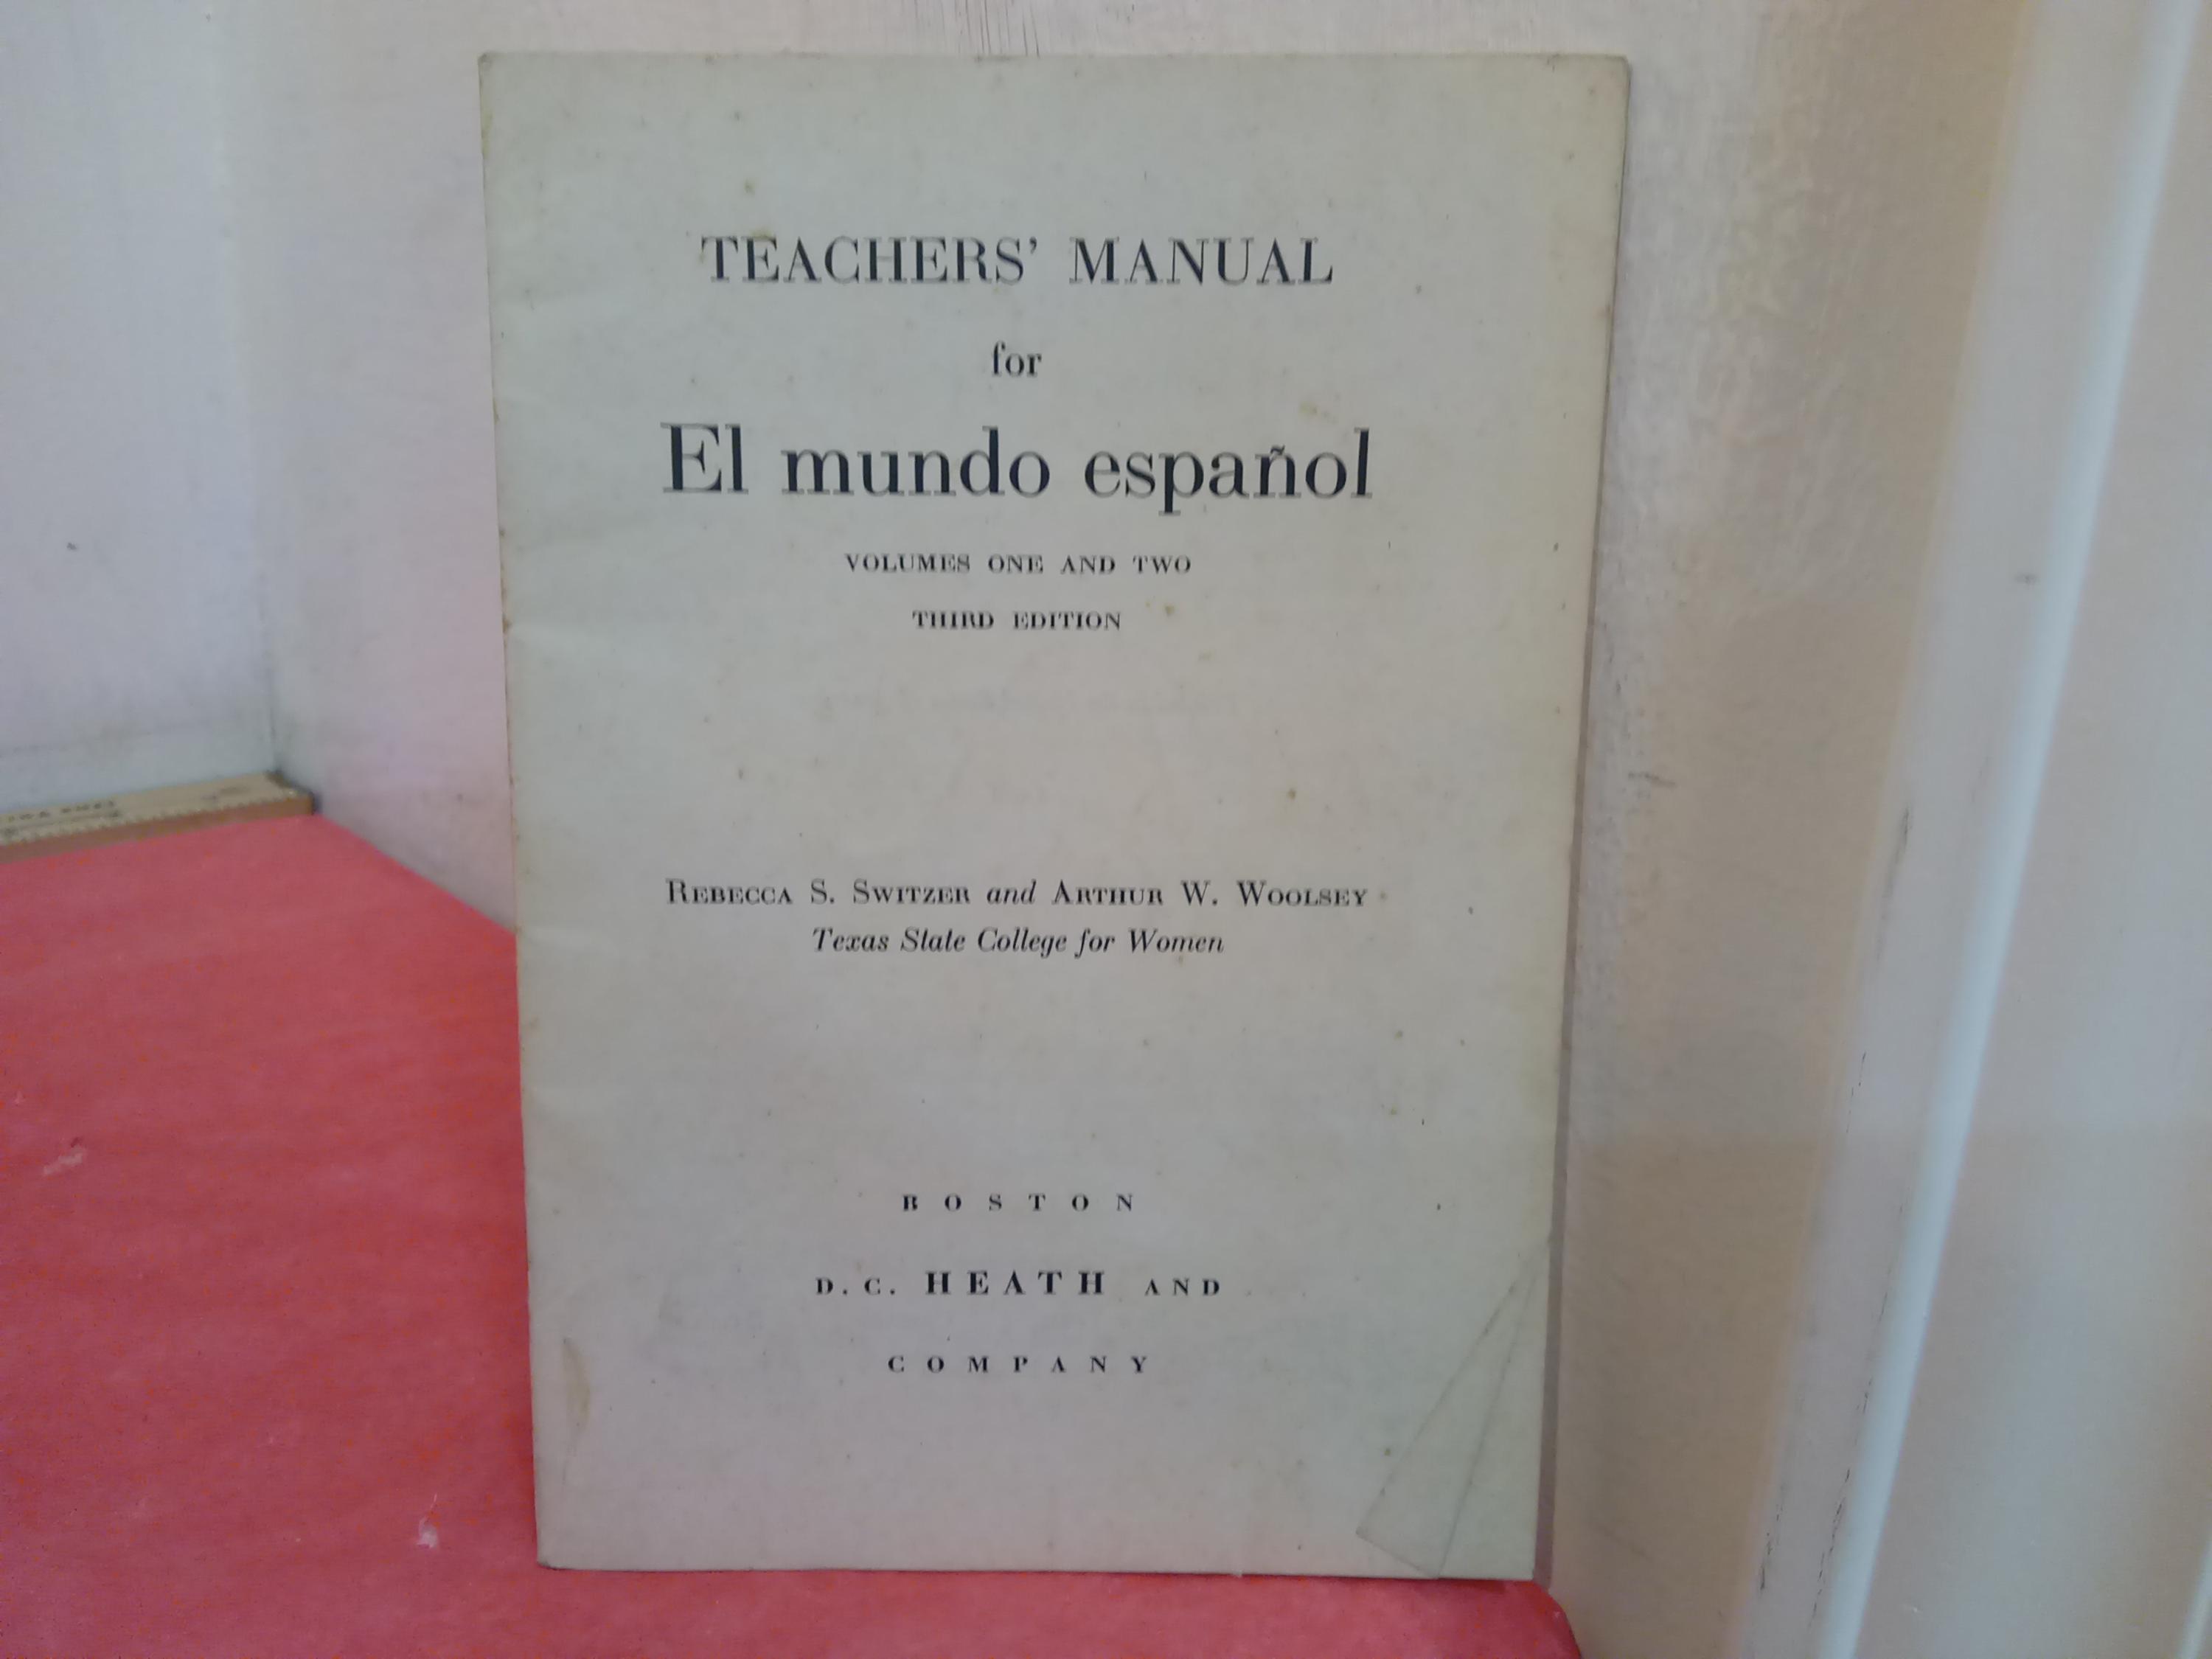 TEACHERS' MANUAL
for
El mundo español
VOLUMES ONE AND TWO
THIRD EDITION
REBECCA S. SWITZER and ARTHUR W. WOOLSEY
Texas State College for Women
BOSTON
D.C. HEATH AND
COMPANY